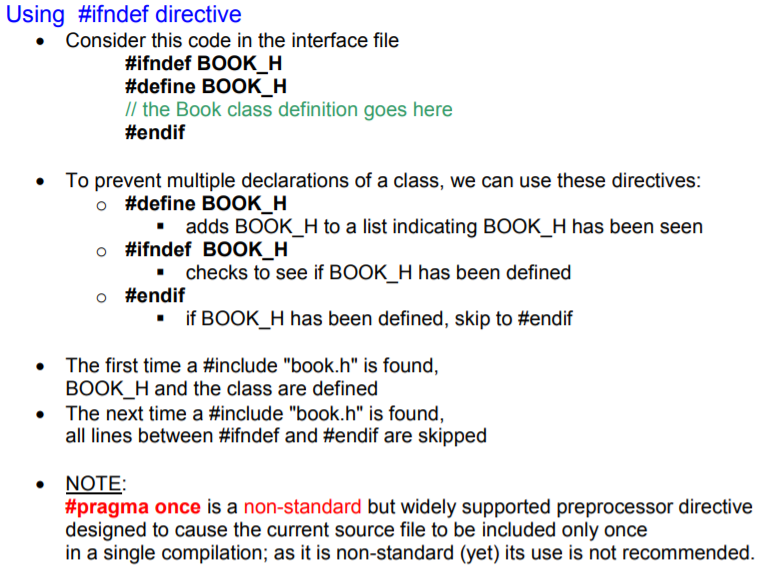 Using #ifndef directive
• Consider this code in the interface file
#ifndef BOOK_H
#define BOOK_H
// the Book class definition goes here
#endif
• To prevent multiple declarations of a class, we can use these directives:
o #define BOOK_H
▪ adds BOOK_H to a list indicating BOOK_H has been seen
o #ifndef BOOK_H
▪ checks to see if BOOK_H has been defined
o #endif
▪ if BOOK_H has been defined, skip to #endif
• The first time a #include "book.h" is found,
BOOK_H and the class are defined
• The next time a #include "book.h" is found,
all lines between #ifndef and #endif are skipped
• NOTE:
#pragma once is a non-standard but widely supported preprocessor directive
designed to cause the current source file to be included only once
in a single compilation; as it is non-standard (yet) its use is not recommended.